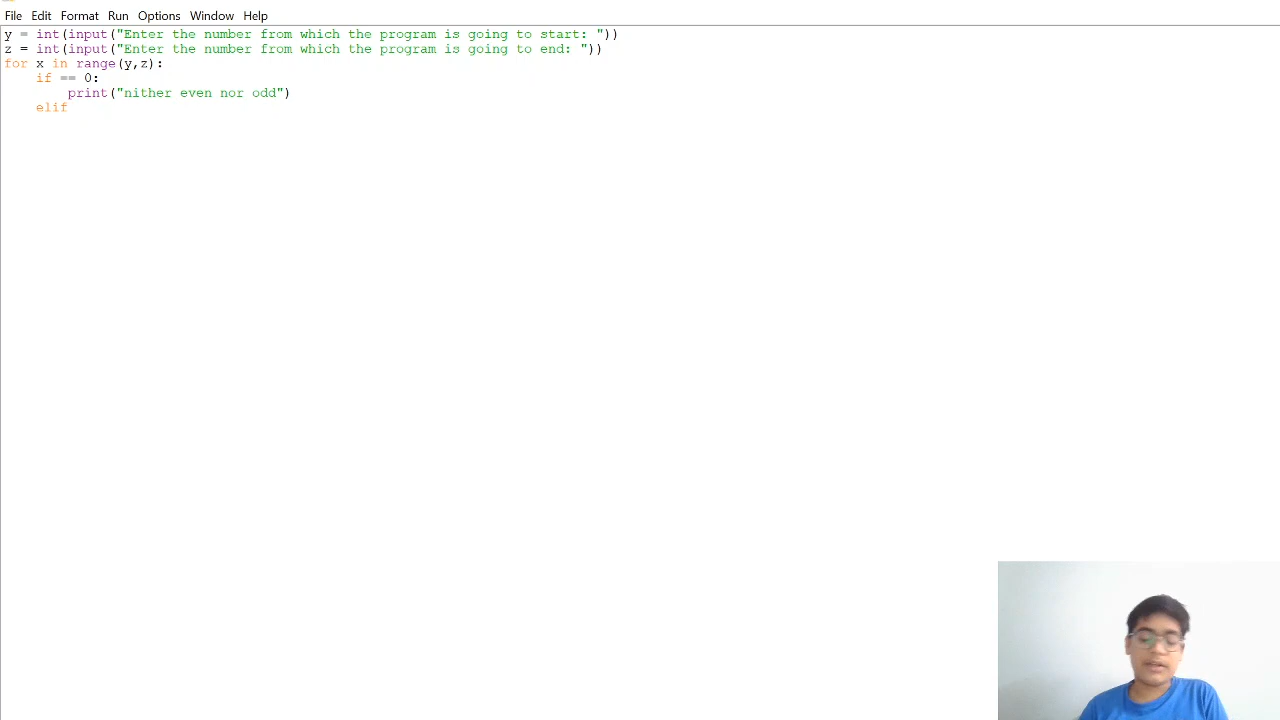 File Edit Format Run Options Window Help
y = int(input("Enter the number from which the program is going to start: "))
z = int(input("Enter the number from which the program is going to end: "))
for x in range(y,z):
    if == 0:
        print("nither even nor odd")
    elif